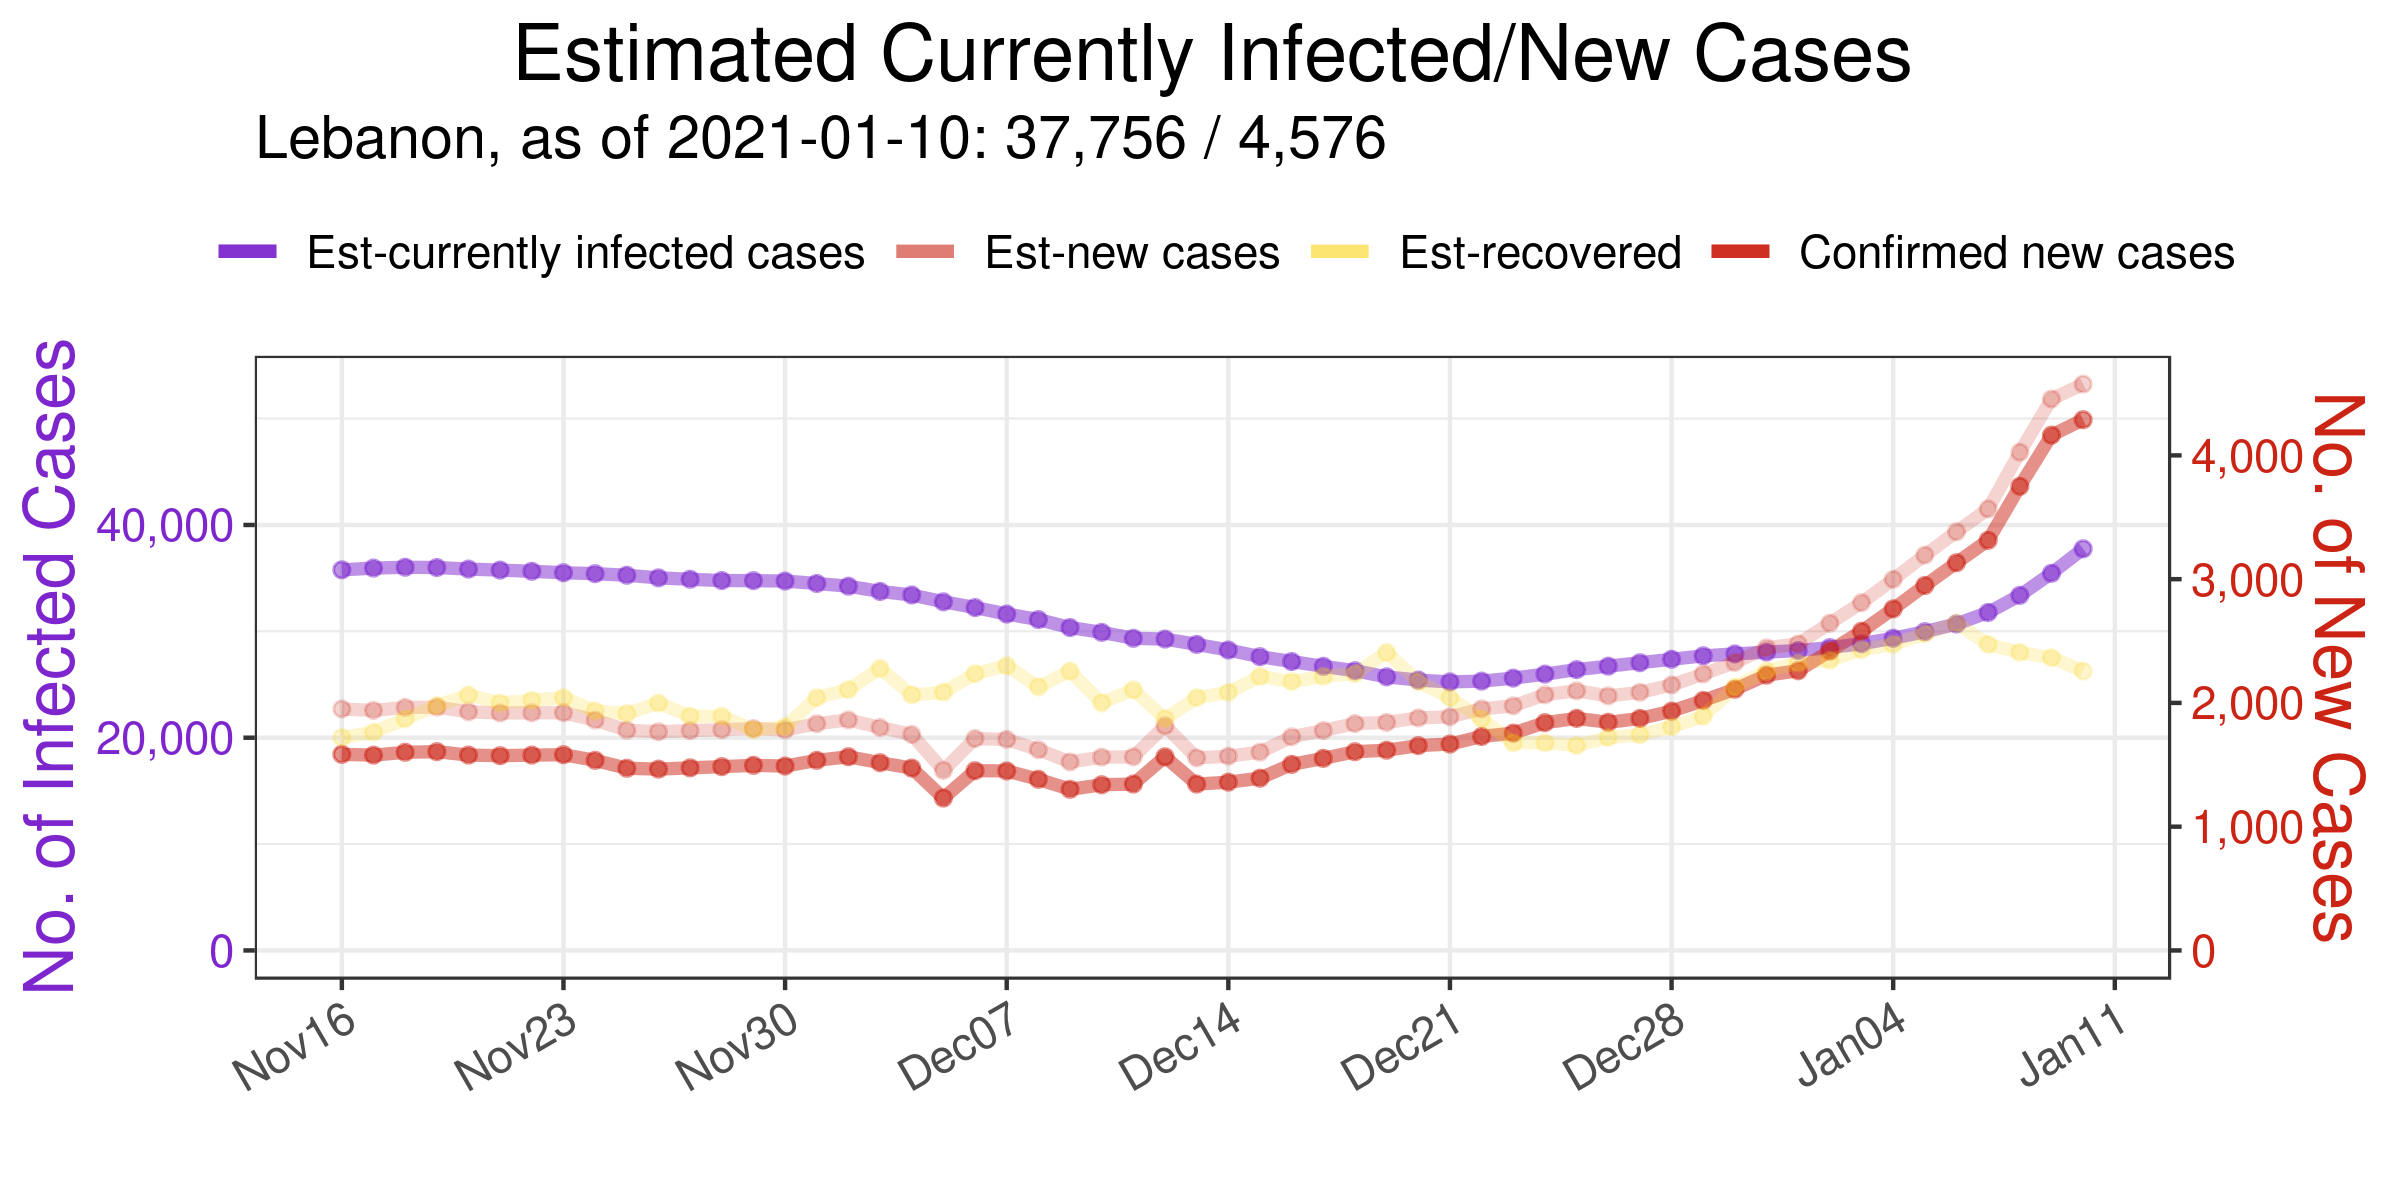 Estimated Currently Infected/New Cases
Lebanon, as of 2021-01-10: 37,756 / 4,576
Est-currently infected cases Est-new cases Est-recovered Confirmed new cases
No. of Infected Cases
40,000
20,000
0
4,000
3,000
2,000
1,000
0
No. of New Cases
Nov16 Nov23 Nov30 Dec07 Dec14 Dec21 Dec28 Jan04 Jan11